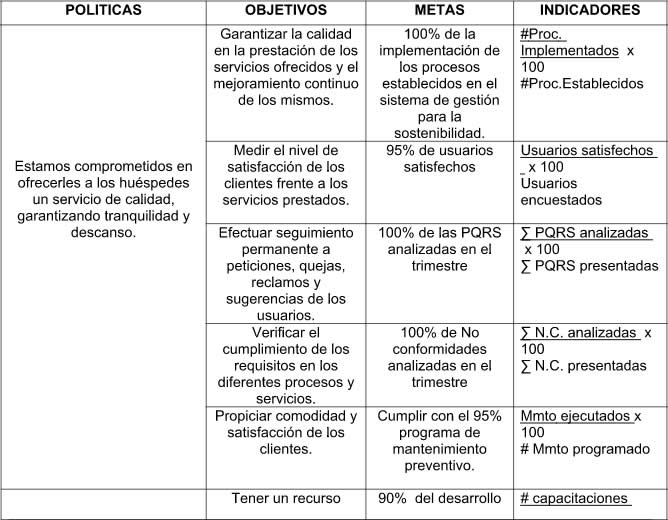 POLITICAS
OBJETIVOS
METAS
INDICADORES
Estamos comprometidos en
ofrecerles a los huéspedes
un servicio de calidad,
garantizando tranquilidad y
descanso.
Garantizar la calidad
en la prestación de los
servicios ofrecidos y el
mejoramiento continuo
de los mismos.
100% de la
implementación de
los procesos
establecidos en el
sistema de gestión
para la
sostenibilidad.
#Proc.
Implementados x
100
#Proc.Establecidos
Medir el nivel de
satisfacción de los
clientes frente a los
servicios prestados.
95% de usuarios
satisfechos
Usuarios satisfechos
x 100
Usuarios
encuestados
Efectuar seguimiento
permanente a
peticiones, quejas,
reclamos y
sugerencias de los
usuarios.
100% de las PQRS
analizadas en el
trimestre
∑ PQRS analizadas
x 100
∑ PQRS presentadas
Verificar el
cumplimiento de los
requisitos en los
diferentes procesos y
servicios.
100% de No
conformidades
analizadas en el
trimestre
∑ N.C. analizadas x
100
∑ N.C. presentadas
Propiciar comodidad y
satisfacción de los
clientes.
Cumplir con el 95%
programa de
mantenimiento
preventivo.
Mmto ejecutados x
100
# Mmto programado
Tener un recurso
90% del desarrollo
# capacitaciones